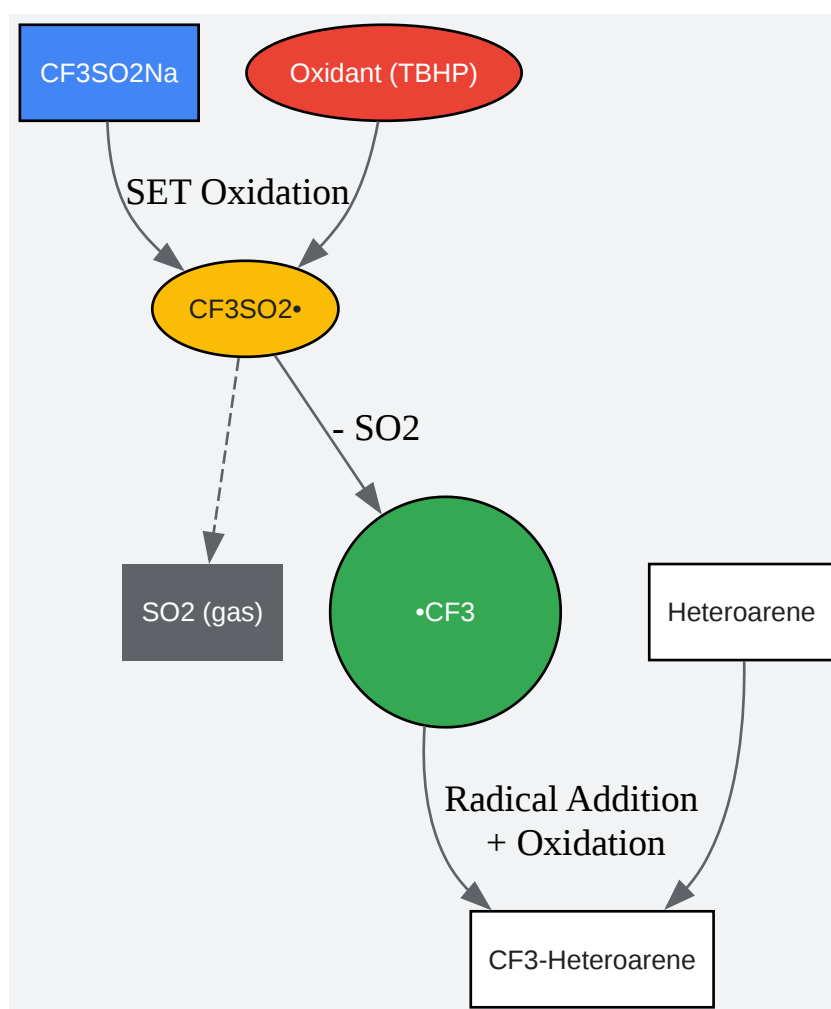 CF3SO2Na
Oxidant (TBHP)
SET Oxidation
CF3SO2•
- SO2
SO2 (gas)
•CF3
Heteroarene
Radical Addition
+ Oxidation
CF3-Heteroarene